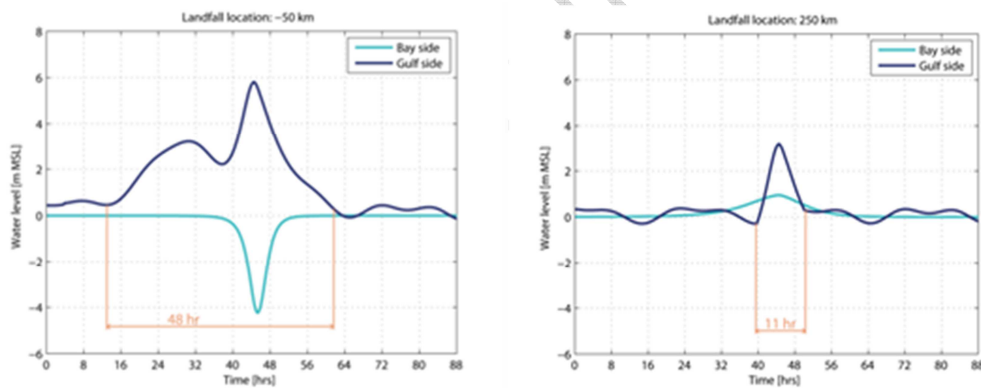 Landfall location: −50 km
8
6
4
2
0
−2
−4
−6
Water level [m MSL]
Bay side
Gulf side
48 hr
0 8 16 24 32 40 48 56 64 72 80 88
Time [hrs]
Landfall location: 250 km
8
6
4
2
0
−2
−4
−6
Water level [m MSL]
Bay side
Gulf side
11 hr
0 8 16 24 32 40 48 56 64 72 80 88
Time [hrs]